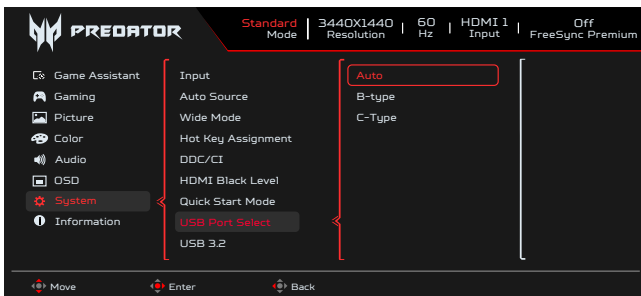 PREDATOR
Standard Mode
3440X1440 Resolution
60 Hz
HDMI 1 Input
Off FreeSync Premium
Game Assistant
Gaming
Picture
Color
Audio
OSD
System
Information
Input
Auto Source
Wide Mode
Hot Key Assignment
DDC/CI
HDMI Black Level
Quick Start Mode
USB Port Select
USB 3.2
Auto
B-type
C-Type
Move
Enter
Back